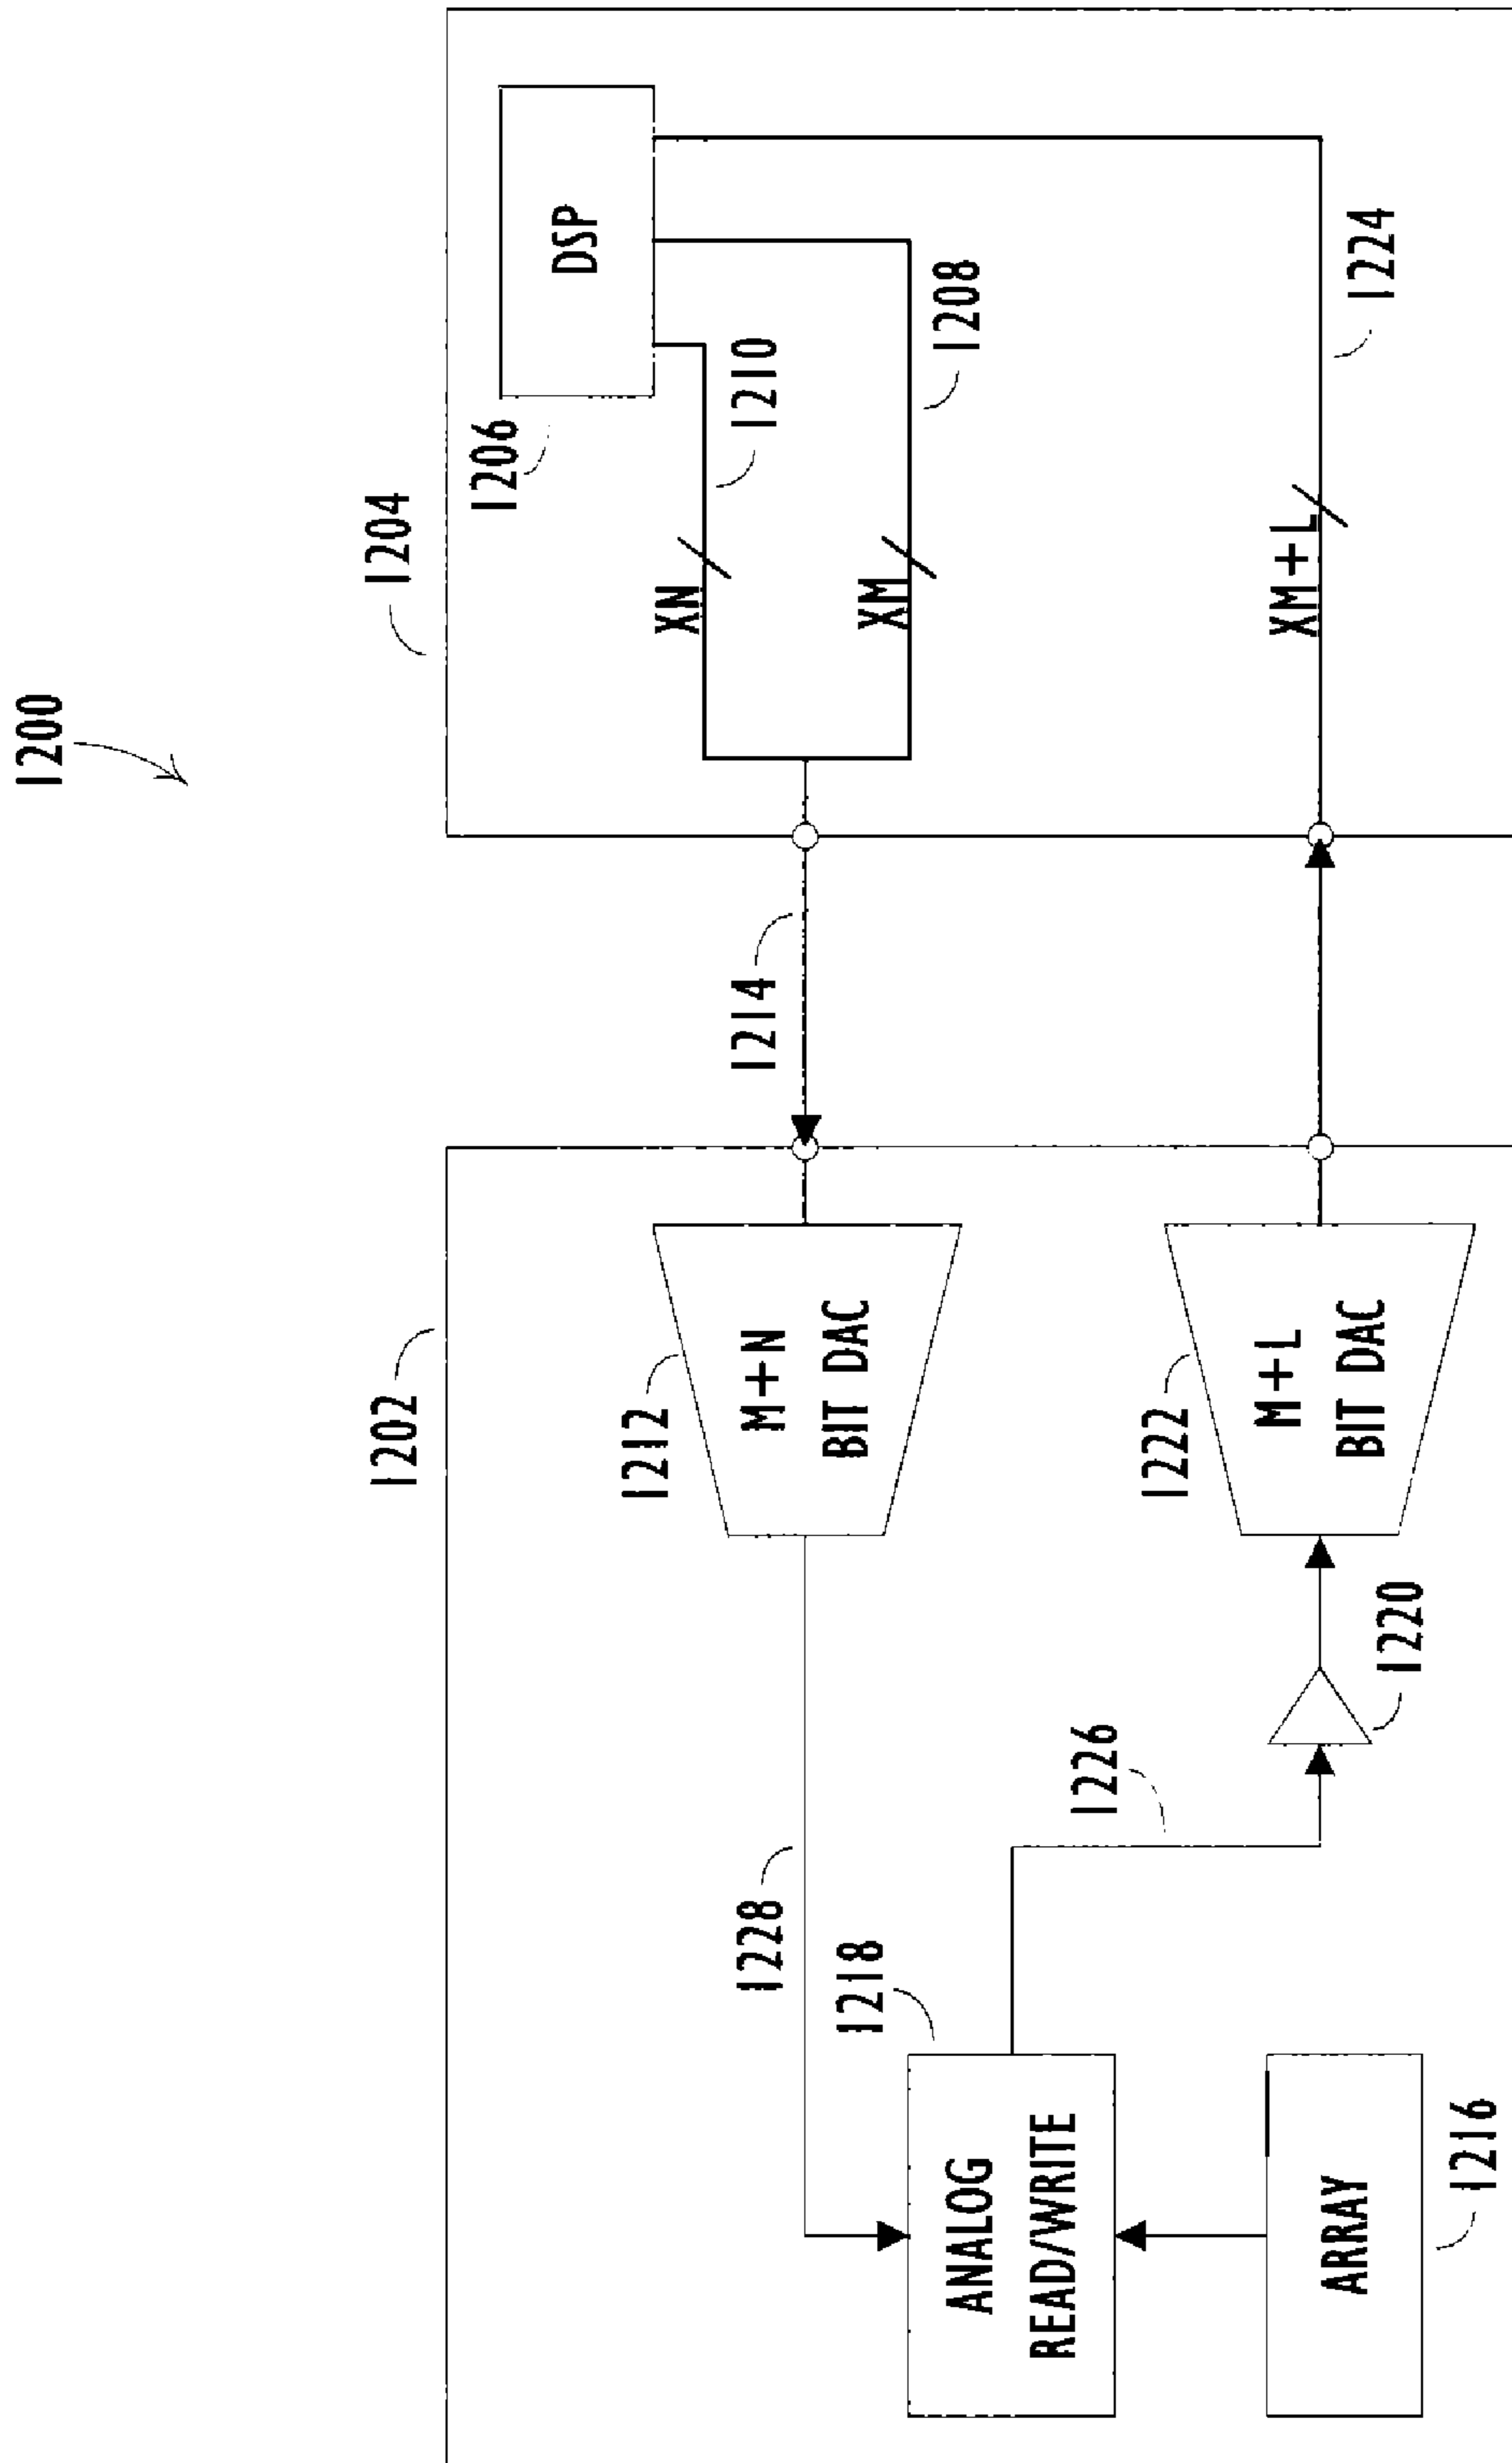 1200
1202
1204
1212
M+N
BIT DAC
1214
1206
DSP
XN
1210
XM
1208
1228
1218
ANALOG
READ/WRITE
1226
1222
M+L
BIT DAC
XM+L
1224
1220
ARRAY
1216